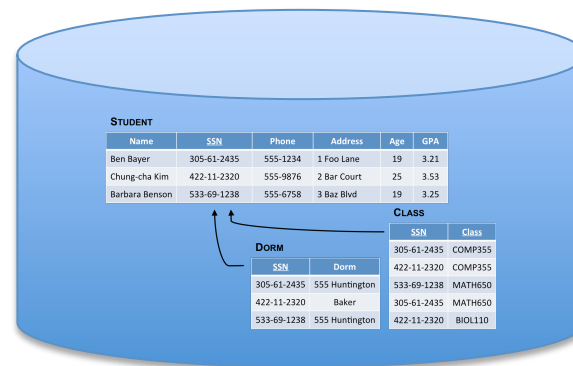 STUDENT
Name SSN Phone Address Age GPA
Ben Bayer 305-61-2435 555-1234 1 Foo Lane 19 3.21
Chung-cha Kim 422-11-2320 555-9876 2 Bar Court 25 3.53
Barbara Benson 533-69-1238 555-6758 3 Baz Blvd 19 3.25
CLASS
SSN Class
305-61-2435 COMP355
422-11-2320 COMP355
533-69-1238 MATH650
305-61-2435 MATH650
422-11-2320 BIOL110
DORM
SSN Dorm
305-61-2435 555 Huntington
422-11-2320 Baker
533-69-1238 555 Huntington